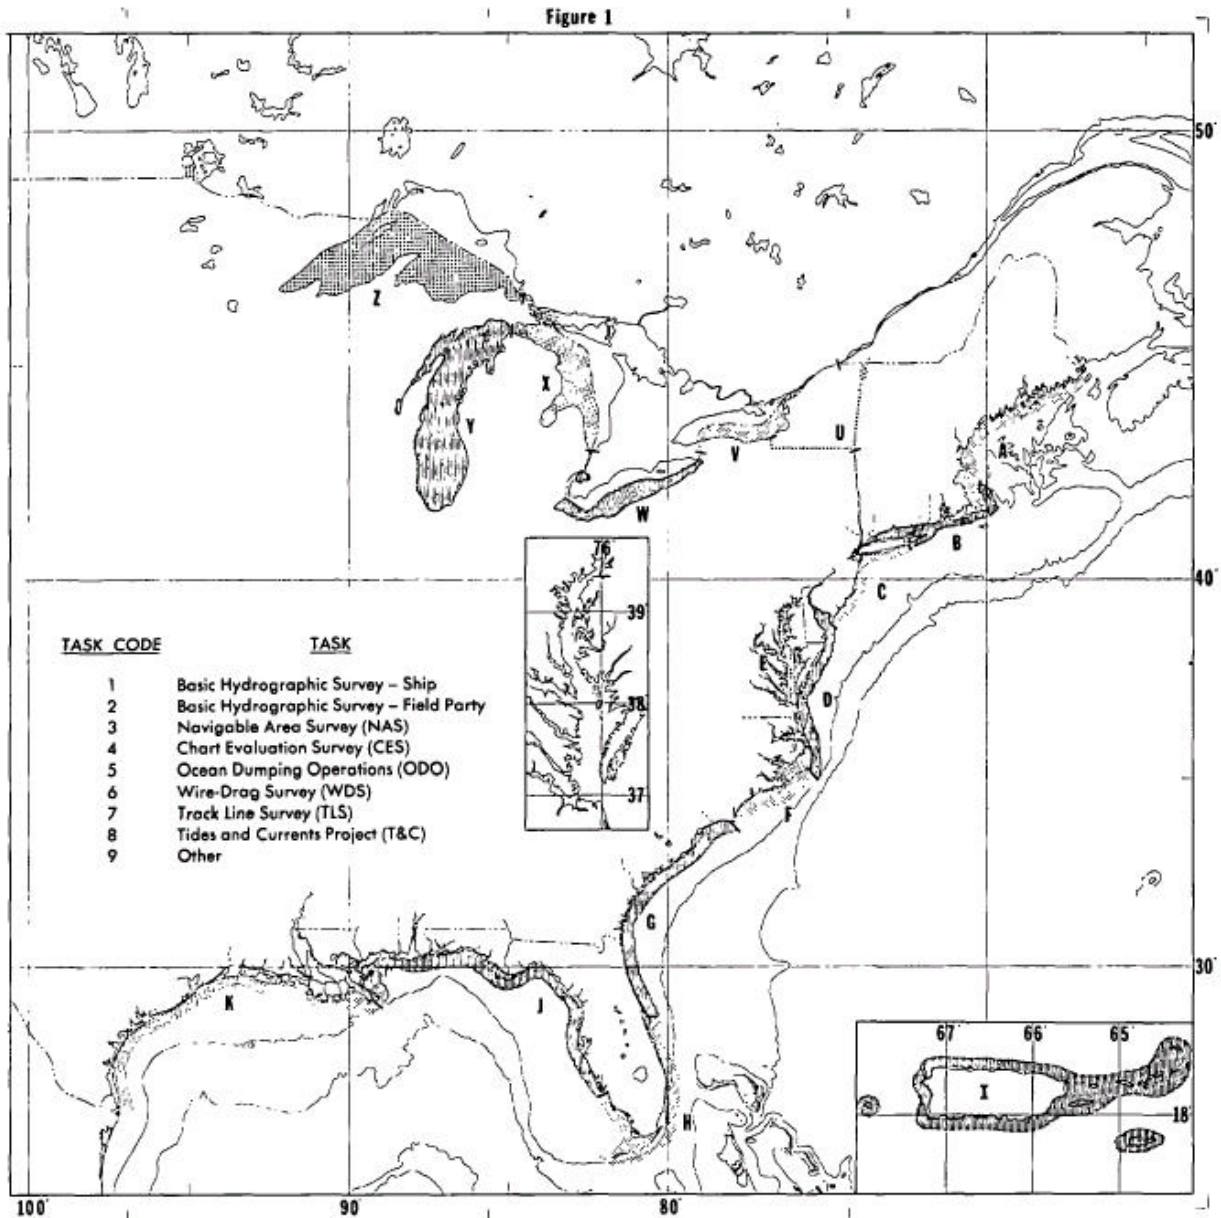 Figure 1
50°
Z
X
Y
V
U
A
W
B
76°
40°
C
39°
TASK CODE TASK
E
1 Basic Hydrographic Survey – Ship
38°
D
2 Basic Hydrographic Survey – Field Party
3 Navigable Area Survey (NAS)
4 Chart Evaluation Survey (CES)
5 Ocean Dumping Operations (ODO)
6 Wire-Drag Survey (WDS)
37°
7 Track Line Survey (TLS)
F
8 Tides and Currents Project (T&C)
9 Other
G
30°
K
J
67° 66° 65°
I
H
18°
100° 90° 80°